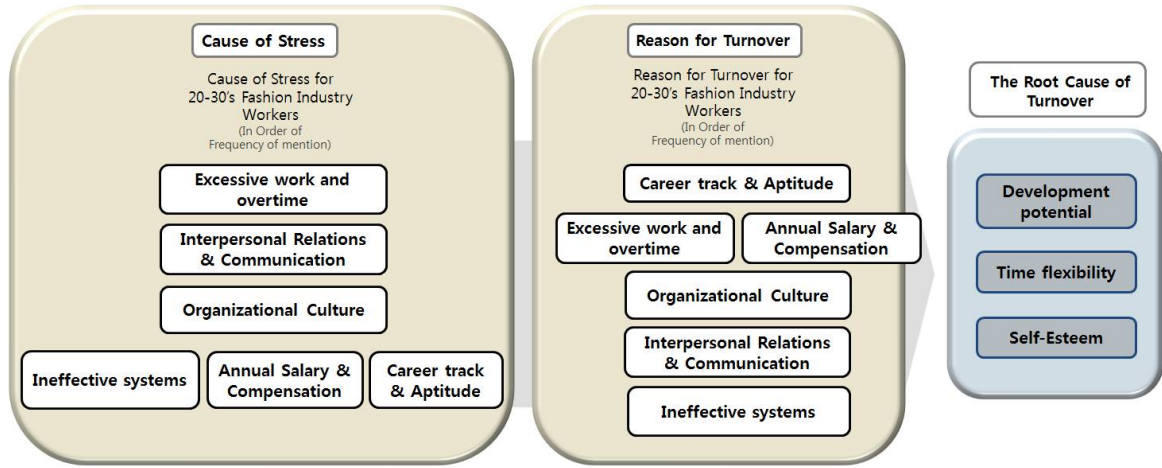 Cause of Stress
Cause of Stress for
20-30's Fashion Industry
Workers
(In Order of
Frequency of mention)
Excessive work and
overtime
Interpersonal Relations
& Communication
Organizational Culture
Ineffective systems
Annual Salary &
Compensation
Career track
& Aptitude
Reason for Turnover
Reason for Turnover for
20-30's Fashion Industry
Workers
(In Order of
Frequency of mention)
Career track & Aptitude
Excessive work and
overtime
Annual Salary &
Compensation
Organizational Culture
Interpersonal Relations
& Communication
Ineffective systems
The Root Cause of
Turnover
Development
potential
Time flexibility
Self-Esteem